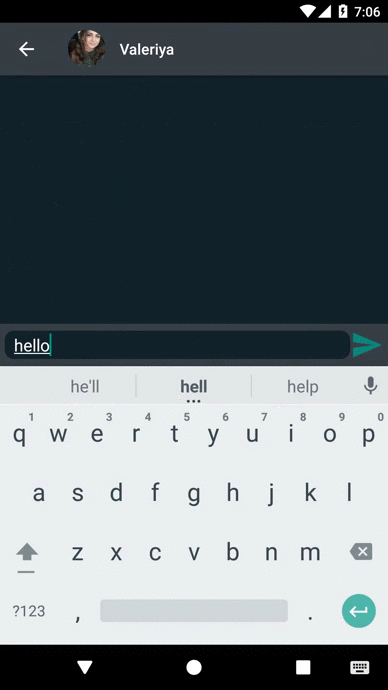 7:06
Valeriya
hello
he'll hell help
1 2 3 4 5 6 7 8 9 0
q w e r t y u i o p
a s d f g h j k l
z x c v b n m
?123 , .